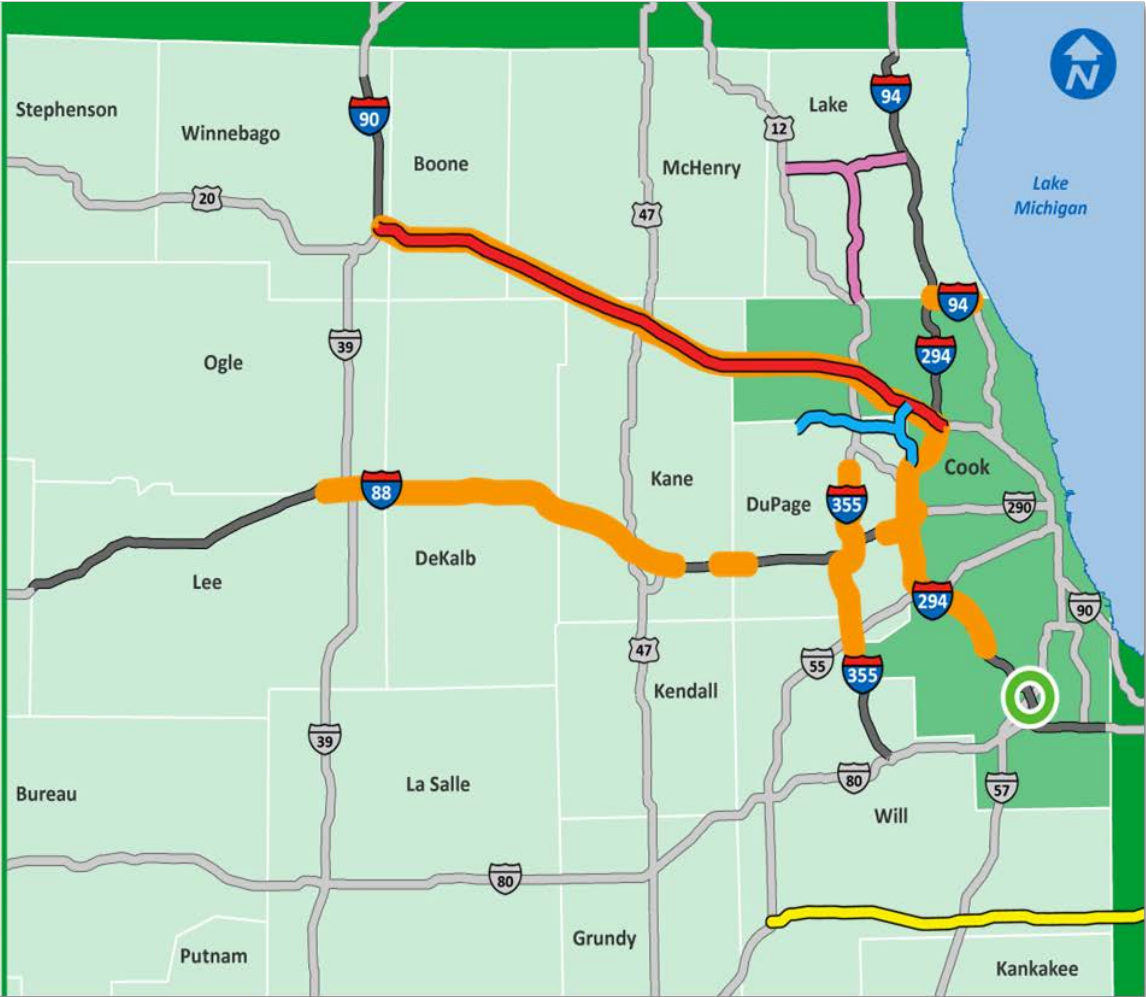 N
Stephenson
Winnebago
90
Boone
12
Lake
94
McHenry
20
47
Lake
Michigan
94
39
294
Ogle
88
Kane
Cook
355
DuPage
290
DeKalb
Lee
294
90
47
55
355
Kendall
39
La Salle
80
57
Bureau
Will
80
Grundy
Putnam
Kankakee